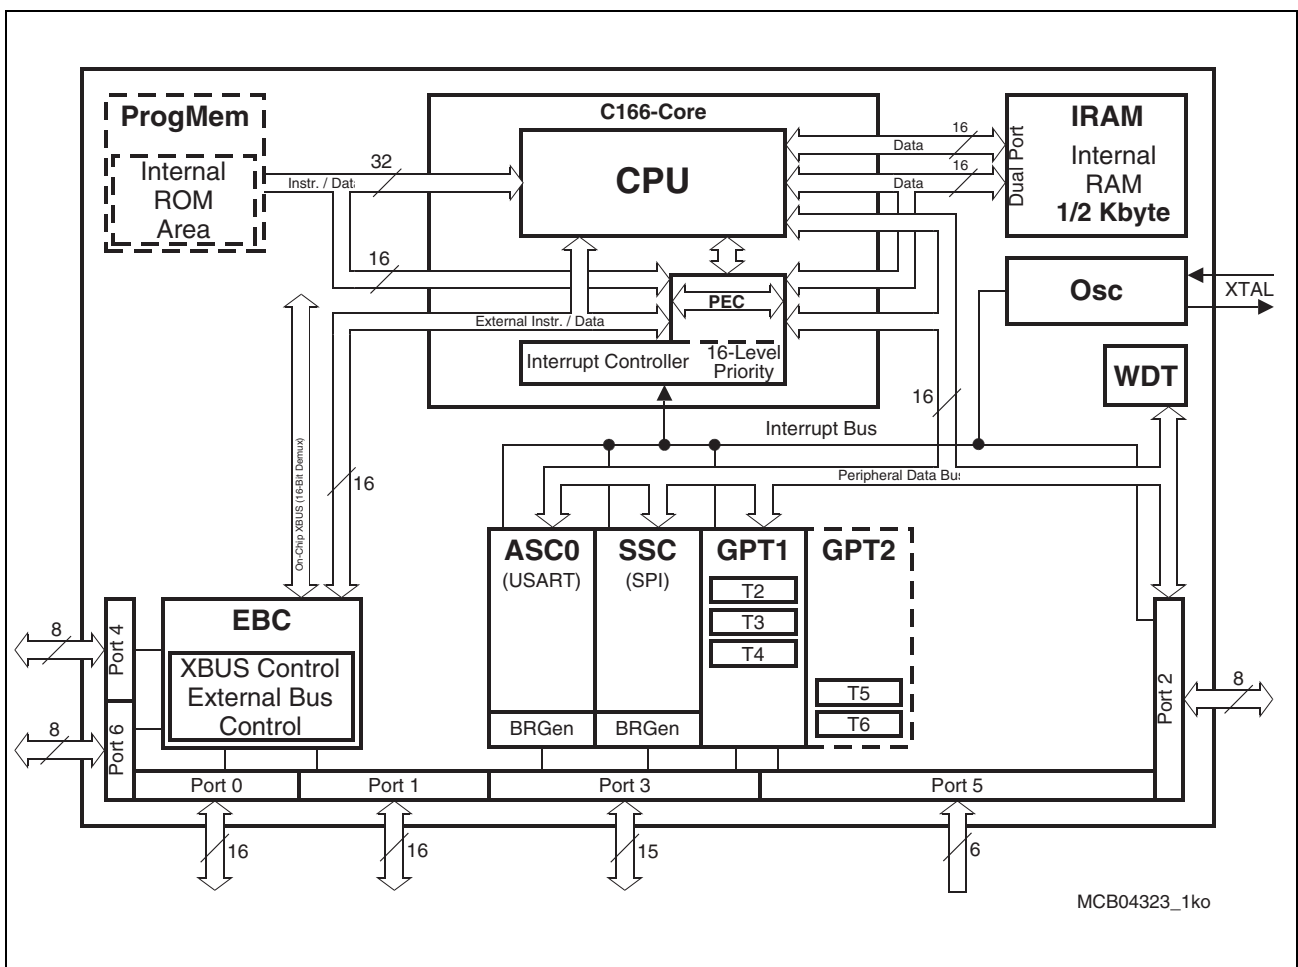 ProgMem
Internal
ROM
Area
C166-Core
CPU
32
Instr. / Data
16
Data
16
Data
Dual Port
IRAM
Internal
RAM
1/2 Kbyte
16
PEC
External Instr. / Data
Interrupt Controller
16-Level
Priority
Osc
XTAL
WDT
16
Interrupt Bus
Peripheral Data Bus
On-Chip XBUS (16-Bit Demux)
16
ASC0
(USART)
BRGen
SSC
(SPI)
BRGen
GPT1
T2
T3
T4
GPT2
T5
T6
EBC
XBUS Control
External Bus
Control
8
Port 4
8
Port 6
Port 2
8
Port 0
Port 1
Port 3
Port 5
16
16
15
6
MCB04323_1ko